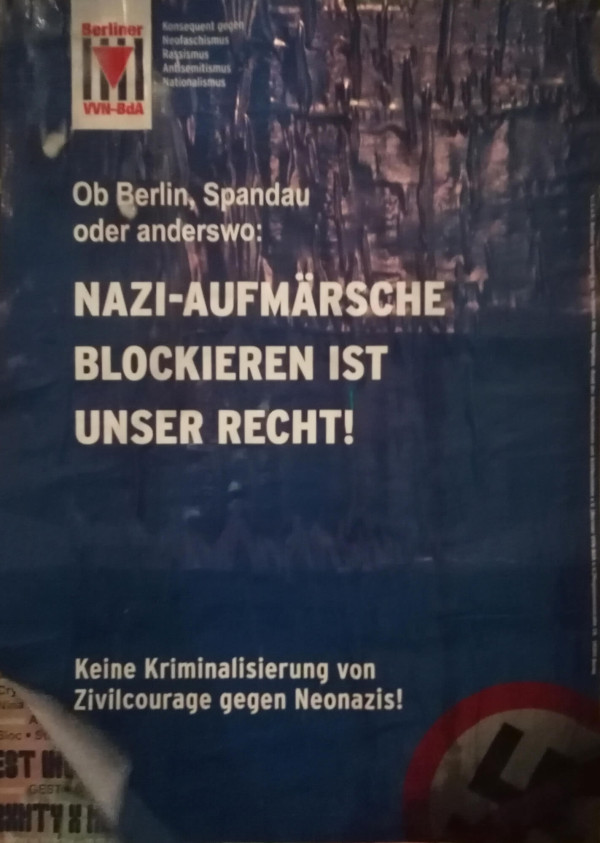 Berliner
VVN-BdA
Konsequent gegen
Neofaschismus
Rassismus
Antisemitismus
Nationalismus
Ob Berlin, Spandau
oder anderswo:
NAZI-AUFMÄRSCHE
BLOCKIEREN IST
UNSER RECHT!
Keine Kriminalisierung von
Zivilcourage gegen Neonazis!